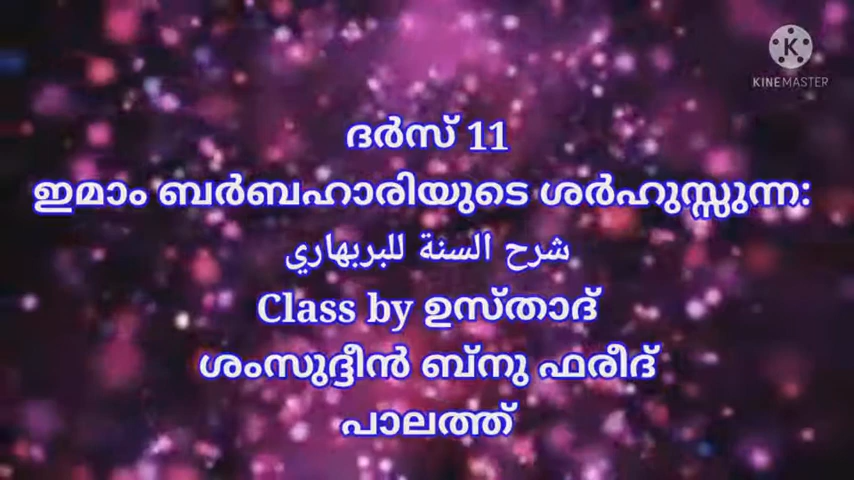 KINEMASTER
ദർസ് 11
ഇമാം ബർബഹാരിയുടെ ശർഹുസ്സുന്ന:
شرح السنة للبربهاري
Class by ഉസ്താദ്
ശംസുദ്ദീൻ ബ്നു ഫരീദ്
പാലത്ത്